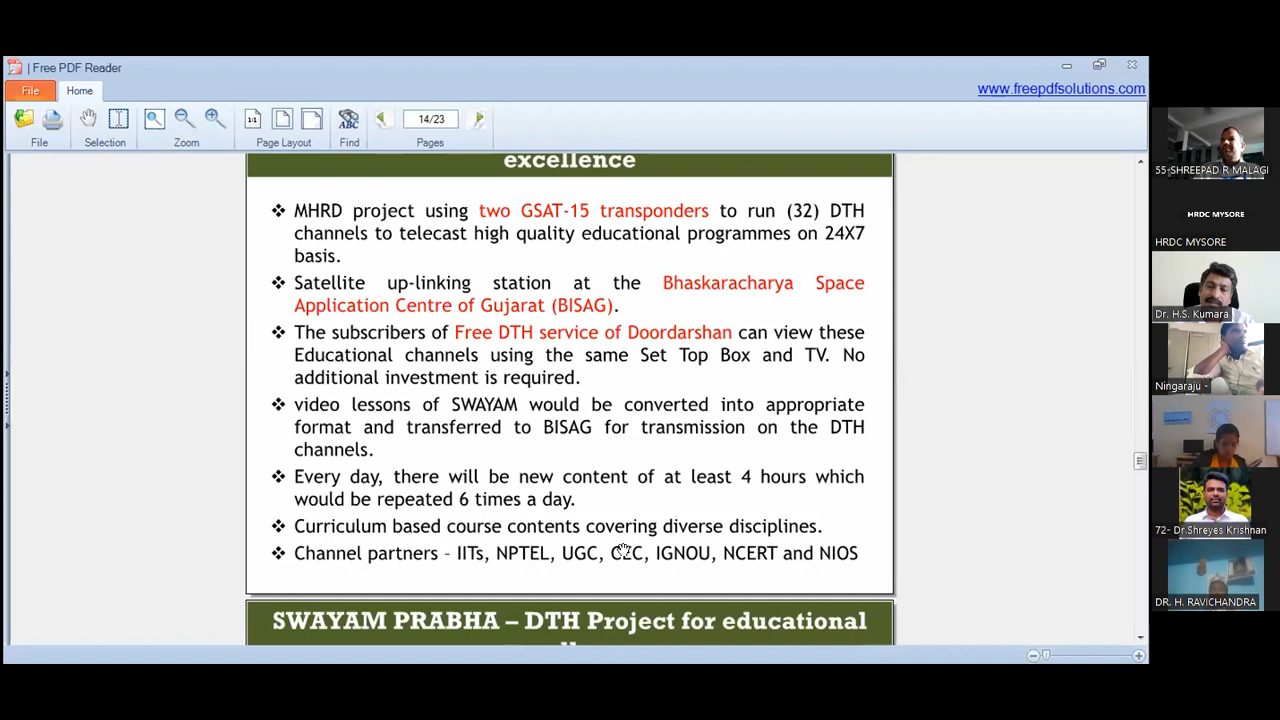 | Free PDF Reader
File
Home
www.freepdfsolutions.com
1:1
ABC
14/23
File
Selection
Zoom
Page Layout
Find
Pages
excellence
❖ MHRD project using two GSAT-15 transponders to run (32) DTH
channels to telecast high quality educational programmes on 24X7
basis.
❖ Satellite up-linking station at the Bhaskaracharya Space
Application Centre of Gujarat (BISAG).
❖ The subscribers of Free DTH service of Doordarshan can view these
Educational channels using the same Set Top Box and TV. No
additional investment is required.
❖ video lessons of SWAYAM would be converted into appropriate
format and transferred to BISAG for transmission on the DTH
channels.
❖ Every day, there will be new content of at least 4 hours which
would be repeated 6 times a day.
❖ Curriculum based course contents covering diverse disciplines.
❖ Channel partners – IITs, NPTEL, UGC, CEC, IGNOU, NCERT and NIOS
SWAYAM PRABHA – DTH Project for educational
55-SHREEPAD R MALAGI
HRDC MYSORE
HRDC MYSORE
Dr. H.S. Kumara
Ningaraju -
72- Dr.Shreyes Krishnan
DR. H. RAVICHANDRA